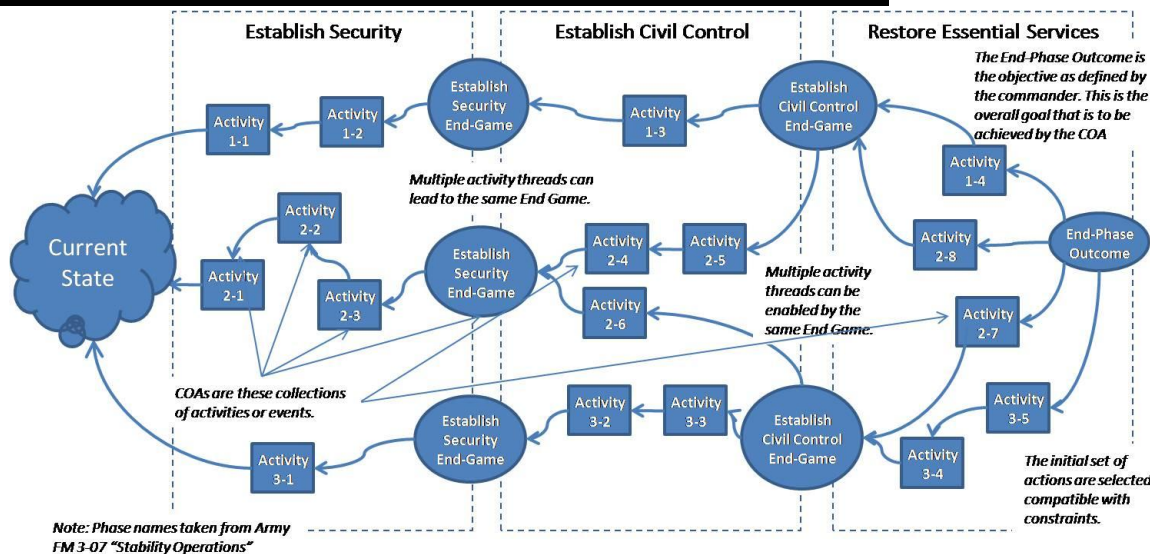 Establish Security
Establish Civil Control
Restore Essential Services
The End-Phase Outcome is
the objective as defined by
the commander. This is the
overall goal that is to be
achieved by the COA
Establish
Security
End-Game
Establish
Civil Control
End-Game
Activity
1-1
Activity
1-2
Activity
1-3
Activity
1-4
Multiple activity threads can
lead to the same End Game.
Current
State
Activity
2-1
Activity
2-2
Activity
2-3
Establish
Security
End-Game
Activity
2-4
Activity
2-5
Activity
2-6
Multiple activity
threads can be
enabled by the
same End Game.
Activity
2-8
End-Phase
Outcome
Activity
2-7
COAs are these collections
of activities or events.
Establish
Security
End-Game
Activity
3-1
Activity
3-2
Activity
3-3
Establish
Civil Control
End-Game
Activity
3-5
Activity
3-4
The initial set of
actions are selected
compatible with
constraints.
Note: Phase names taken from Army
FM 3-07 "Stability Operations"